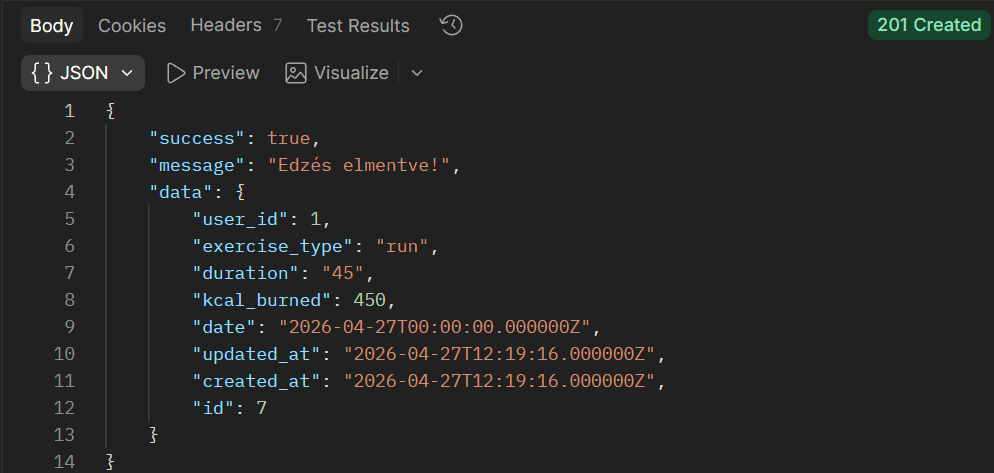 Body Cookies Headers 7 Test Results 201 Created
{} JSON Preview Visualize
1 {
2 "success": true,
3 "message": "Edzés elmentve!",
4 "data": {
5 "user_id": 1,
6 "exercise_type": "run",
7 "duration": "45",
8 "kcal_burned": 450,
9 "date": "2026-04-27T00:00:00.000000Z",
10 "updated_at": "2026-04-27T12:19:16.000000Z",
11 "created_at": "2026-04-27T12:19:16.000000Z",
12 "id": 7
13 }
14 }